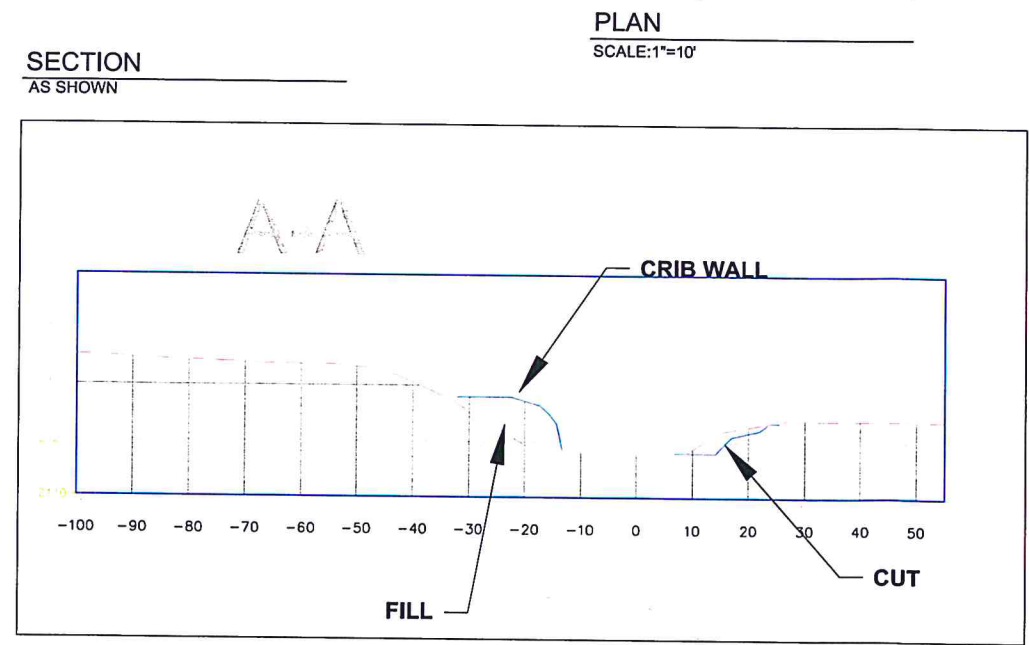 PLAN
SCALE:1"=10'
SECTION
AS SHOWN
A-A
CRIB WALL
-100 -90 -80 -70 -60 -50 -40 -30 -20 -10 0 10 20 30 40 50
CUT
FILL